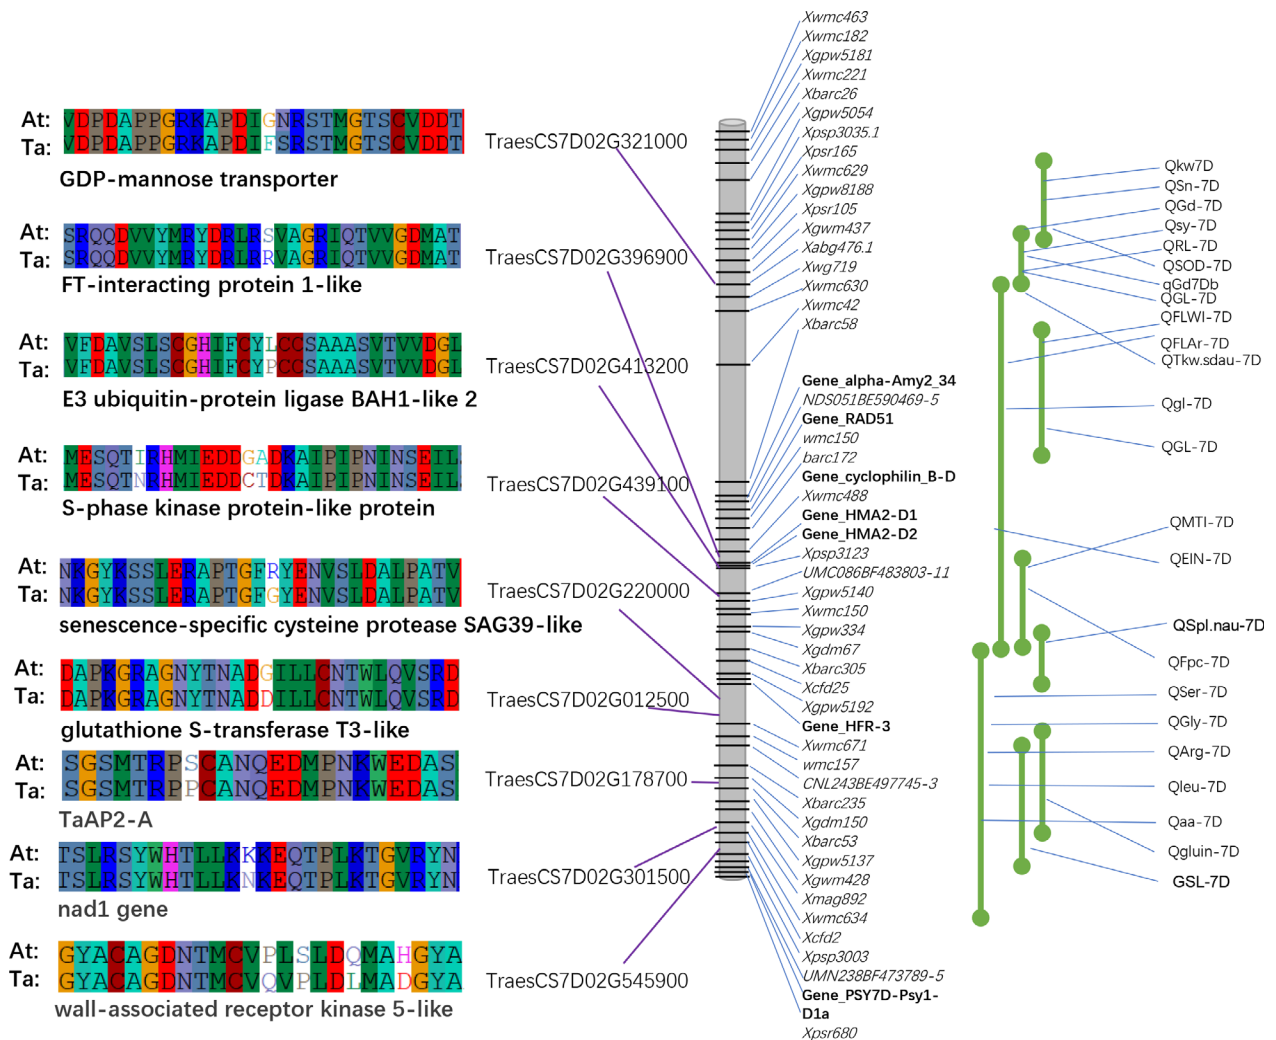 At: VDPDAPPGRKAPDIGNRSTMGTSCVDDT
Ta: VDPDAPPGRKAPDIFSRSTMGTSCVDDT
GDP-mannose transporter
At: SRQQDVVYMRYDRLRSVAGRIQTVVGDMAT
Ta: SRQQDVVYMRYDRLRRVAGRIQTVVGDMAT
FT-interacting protein 1-like
At: VFDAVSLSCGHIFCYLCCSAAASVTVVDGL
Ta: VFDAVSLSCGHIFCYPCCSAAASVTVVDGL
E3 ubiquitin-protein ligase BAH1-like 2
At: MESQTIRHMIEDDGADKAIPIPNINSEIL
Ta: MESQTNRHMIEDDCTDKAIPIPNINSEIL
S-phase kinase protein-like protein
At: NKGYKSSLERAPTGFRYENVSLDALPATV
Ta: NKGYKSSLERAPTGFGYENVSLDALPATV
senescence-specific cysteine protease SAG39-like
At: DAPKGRAGNYTNADGILLCNTWLQVSRD
Ta: DAPKGRAGNYTNADDILLCNTWLQVSRD
glutathione S-transferase T3-like
At: SGSMTRPSCANQEDMPNKWEDAS
Ta: SGSMTRPPCANQEDMPNKWEDAS
TaAP2-A
At: TSLRSYWHTLLKKKEQTPLKTGVRYN
Ta: TSLRSYWHTLLKNKEQTPLKTGVRYN
nad1 gene
At: GYACAGDNTMCVPLSLDQMAHGYA
Ta: GYACAGDNTMCVQVPLDLMADGYA
wall-associated receptor kinase 5-like
TraesCS7D02G321000
TraesCS7D02G396900
TraesCS7D02G413200
TraesCS7D02G439100
TraesCS7D02G220000
TraesCS7D02G012500
TraesCS7D02G178700
TraesCS7D02G301500
TraesCS7D02G545900
Xwmc463
Xwmc182
Xgpw5181
Xwmc221
Xbarc26
Xgpw5054
Xpsp3035.1
Xpsr165
Xwmc629
Xgpw8188
Xpsr105
Xgwm437
Xabg476.1
Xwg719
Xwmc630
Xwmc42
Xbarc58
Gene_alpha-Amy2_34
NDS051BE590469-5
Gene_RAD51
wmc150
barc172
Gene_cyclophilin_B-D
Xwmc488
Gene_HMA2-D1
Gene_HMA2-D2
Xpsp3123
UMC086BF483803-11
Xgpw5140
Xwmc150
Xgpw334
Xgdm67
Xbarc305
Xcfd25
Xgpw5192
Gene_HFR-3
Xwmc671
wmc157
CNL243BE497745-3
Xbarc235
Xgdm150
Xbarc53
Xgpw5137
Xgwm428
Xmag892
Xwmc634
Xcfd2
Xpsp3003
UMN238BF473789-5
Gene_PSY7D-Psy1-
D1a
Xpsr680
Qkw7D
QSn-7D
QGd-7D
Qsy-7D
QRL-7D
QSOD-7D
qGd7Db
QGL-7D
QFLWI-7D
QFLAr-7D
QTkw.sdau-7D
Qgl-7D
QGL-7D
QMTI-7D
QEIN-7D
QSpl.nau-7D
QFpc-7D
QSer-7D
QGly-7D
QArg-7D
Qleu-7D
Qaa-7D
Qgluin-7D
GSL-7D